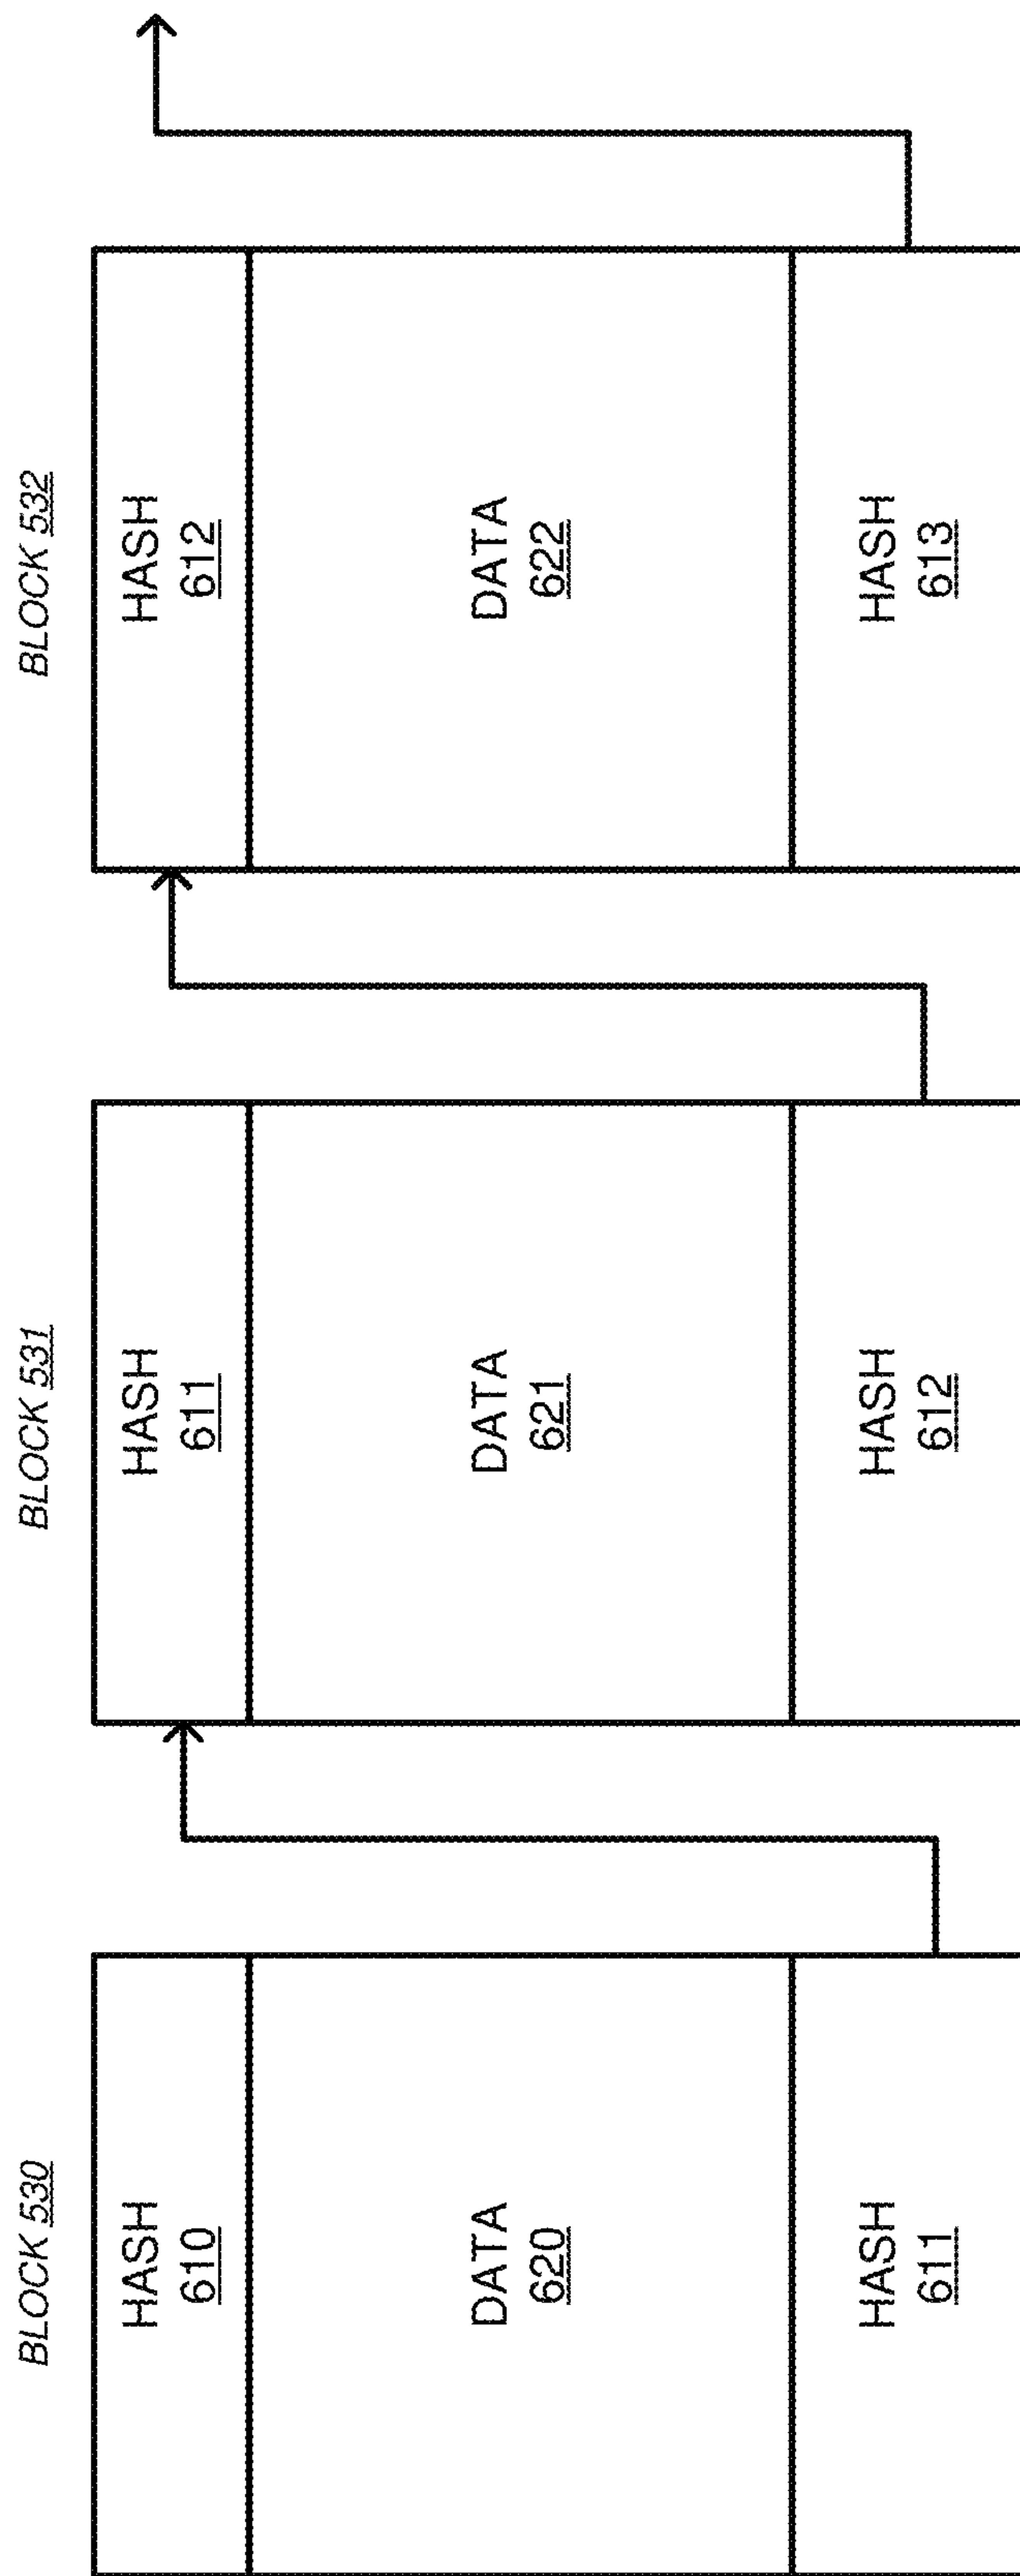 BLOCK 530
HASH
610
DATA
620
HASH
611
BLOCK 531
HASH
611
DATA
621
HASH
612
BLOCK 532
HASH
612
DATA
622
HASH
613